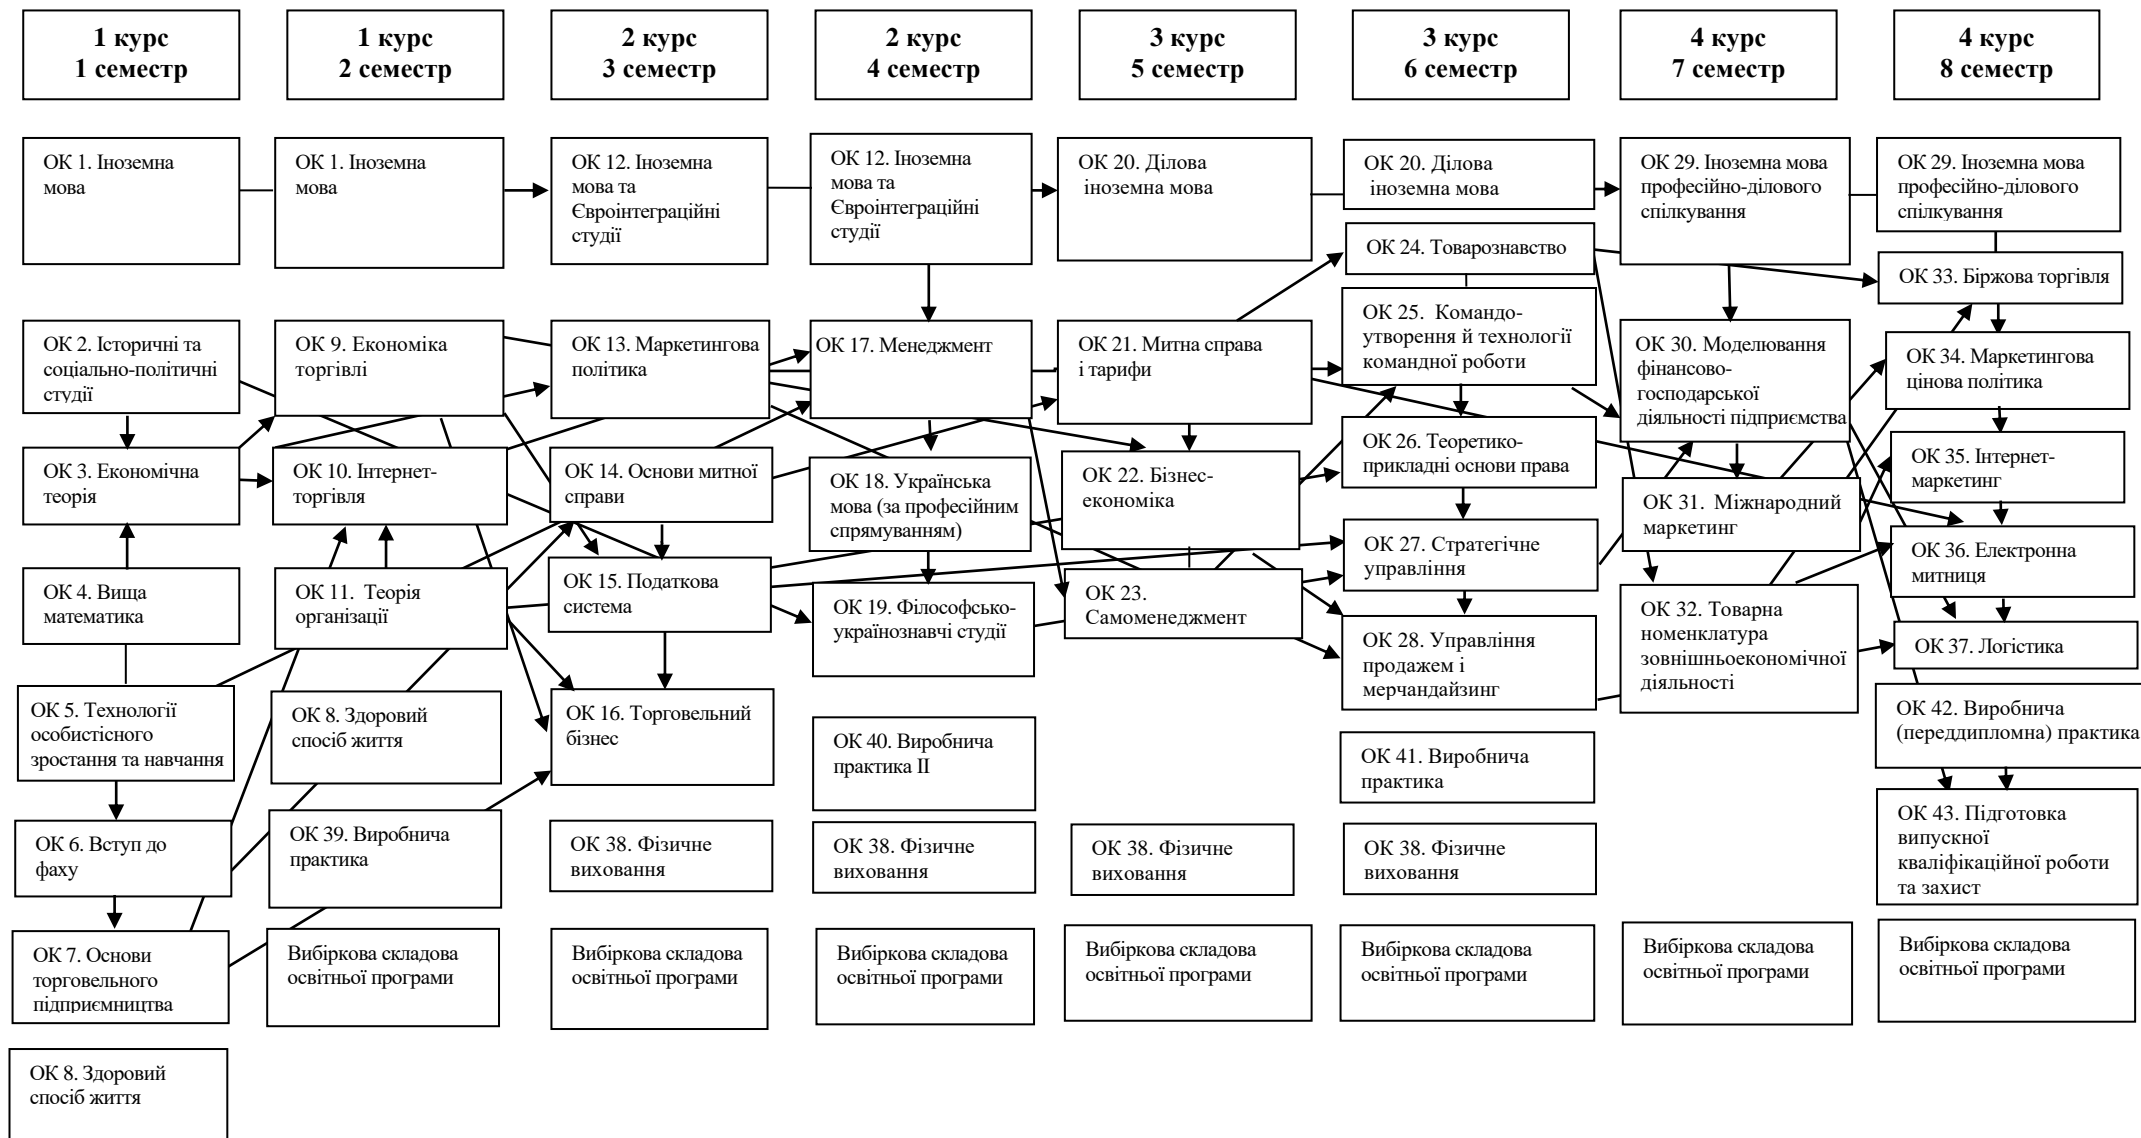 1 курс
1 семестр
1 курс
2 семестр
2 курс
3 семестр
2 курс
4 семестр
3 курс
5 семестр
3 курс
6 семестр
4 курс
7 семестр
4 курс
8 семестр
ОК 1. Іноземна
мова
ОК 2. Історичні та
соціально-політичні
студії
ОК 3. Економічна
теорія
ОК 4. Вища
математика
ОК 5. Технології
особистісного
зростання та навчання
ОК 6. Вступ до
фаху
ОК 7. Основи
торговельного
підприємництва
ОК 8. Здоровий
спосіб життя
ОК 1. Іноземна
мова
ОК 9. Економіка
торгівлі
ОК 10. Інтернет-
торгівля
ОК 11. Теорія
організації
ОК 8. Здоровий
спосіб життя
ОК 39. Виробнича
практика
Вибіркова складова
освітньої програми
ОК 12. Іноземна
мова та
Євроінтеграційні
студії
ОК 13. Маркетингова
політика
ОК 14. Основи митної
справи
ОК 15. Податкова
система
ОК 16. Торговельний
бізнес
ОК 38. Фізичне
виховання
Вибіркова складова
освітньої програми
ОК 12. Іноземна
мова та
Євроінтеграційні
студії
ОК 17. Менеджмент
ОК 18. Українська
мова (за професійним
спрямуванням)
ОК 19. Філософсько-
українознавчі студії
ОК 40. Виробнича
практика ІІ
ОК 38. Фізичне
виховання
Вибіркова складова
освітньої програми
ОК 20. Ділова
іноземна мова
ОК 21. Митна справа
і тарифи
ОК 22. Бізнес-
економіка
ОК 23.
Самоменеджмент
ОК 38. Фізичне
виховання
Вибіркова складова
освітньої програми
ОК 20. Ділова
іноземна мова
ОК 24. Товарознавство
ОК 25. Командо-
утворення й технології
командної роботи
ОК 26. Теоретико-
прикладні основи права
ОК 27. Стратегічне
управління
ОК 28. Управління
продажем і
мерчандайзинг
ОК 41. Виробнича
практика
ОК 38. Фізичне
виховання
Вибіркова складова
освітньої програми
ОК 29. Іноземна мова
професійно-ділового
спілкування
ОК 30. Моделювання
фінансово-
господарської
діяльності підприємства
ОК 31. Міжнародний
маркетинг
ОК 32. Товарна
номенклатура
зовнішньоекономічної
діяльності
Вибіркова складова
освітньої програми
ОК 29. Іноземна мова
професійно-ділового
спілкування
ОК 33. Біржова торгівля
ОК 34. Маркетингова
цінова політика
ОК 35. Інтернет-
маркетинг
ОК 36. Електронна
митниця
ОК 37. Логістика
ОК 42. Виробнича
(переддипломна) практика
ОК 43. Підготовка
випускної
кваліфікаційної роботи
та захист
Вибіркова складова
освітньої програми